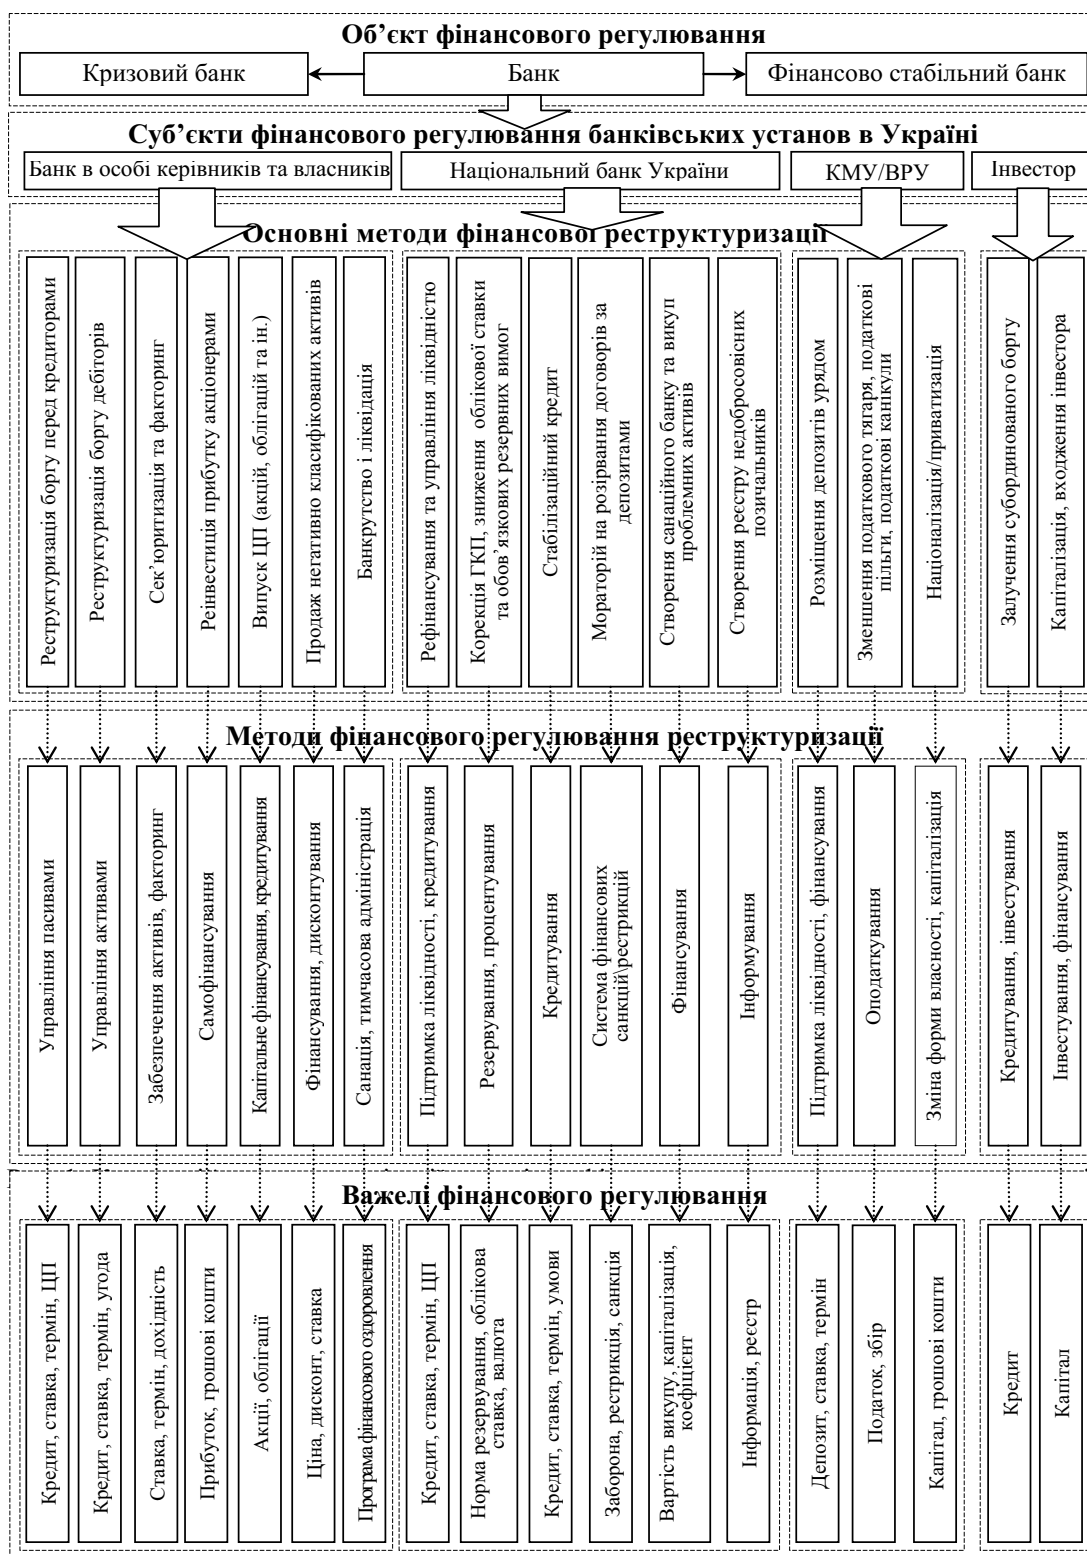 Об’єкт фінансового регулювання
Кризовий банк
Банк
Фінансово стабільний банк
Суб’єкти фінансового регулювання банківських установ в Україні
Банк в особі керівників та власників
Національний банк України
КМУ/ВРУ
Інвестор
Основні методи фінансової реструктуризації
Реструктуризація боргу перед кредиторами
Реструктуризація боргу дебіторів
Сек’юритизація та факторинг
Реінвестиція прибутку акціонерами
Випуск ЦП (акцій, облігацій та ін.)
Продаж негативно класифікованих активів
Банкрутство і ліквідація
Рефінансування та управління ліквідністю
Корекція ГКП, зниження облікової ставки
та обов’язкових резервних вимог
Стабілізаційний кредит
Мораторій на розірвання договорів за
депозитами
Створення санаційного банку та викуп
проблемних активів
Створення реєстру недобросовісних
позичальників
Розміщення депозитів урядом
Зменшення податкового тягаря, податкові
пільги, податкові канікули
Націоналізація/приватизація
Залучення субординованого боргу
Капіталізація, входження інвестора
Методи фінансового регулювання реструктуризації
Управління пасивами
Управління активами
Забезпечення активів, факторинг
Самофінансування
Капітальне фінансування, кредитування
Фінансування, дисконтування
Санація, тимчасова адміністрація
Підтримка ліквідності, кредитування
Резервування, процентування
Кредитування
Система фінансових
санкцій\рестрикцій
Фінансування
Інформування
Підтримка ліквідності, фінансування
Оподаткування
Зміна форми власності, капіталізація
Кредитування, інвестування
Інвестування, фінансування
Важелі фінансового регулювання
Кредит, ставка, термін, ЦП
Кредит, ставка, термін, угода
Ставка, термін, дохідність
Прибуток, грошові кошти
Акції, облігації
Ціна, дисконт, ставка
Програма фінансового оздоровлення
Кредит, ставка, термін, ЦП
Норма резервування, облікова
ставка, валюта
Кредит, ставка, термін, умови
Заборона, рестрикція, санкція
Вартість викупу, капіталізація,
коефіцієнт
Інформація, реєстр
Депозит, ставка, термін
Податок, збір
Капітал, грошові кошти
Кредит
Капітал